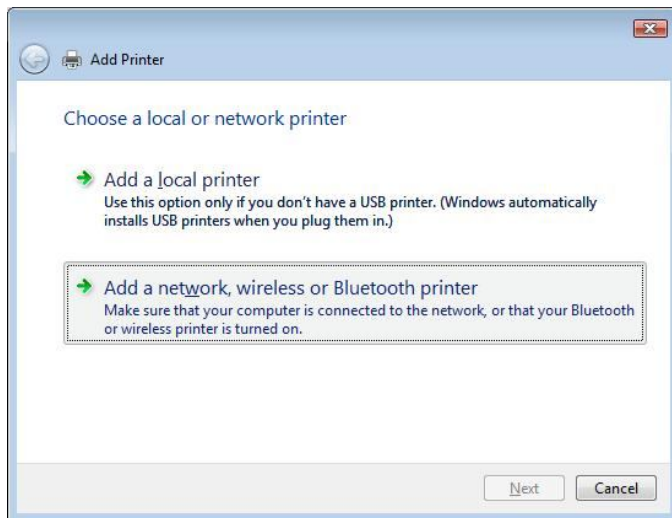 Add Printer
Choose a local or network printer
Add a local printer
Use this option only if you don't have a USB printer. (Windows automatically
installs USB printers when you plug them in.)
Add a network, wireless or Bluetooth printer
Make sure that your computer is connected to the network, or that your Bluetooth
or wireless printer is turned on.
Next
Cancel